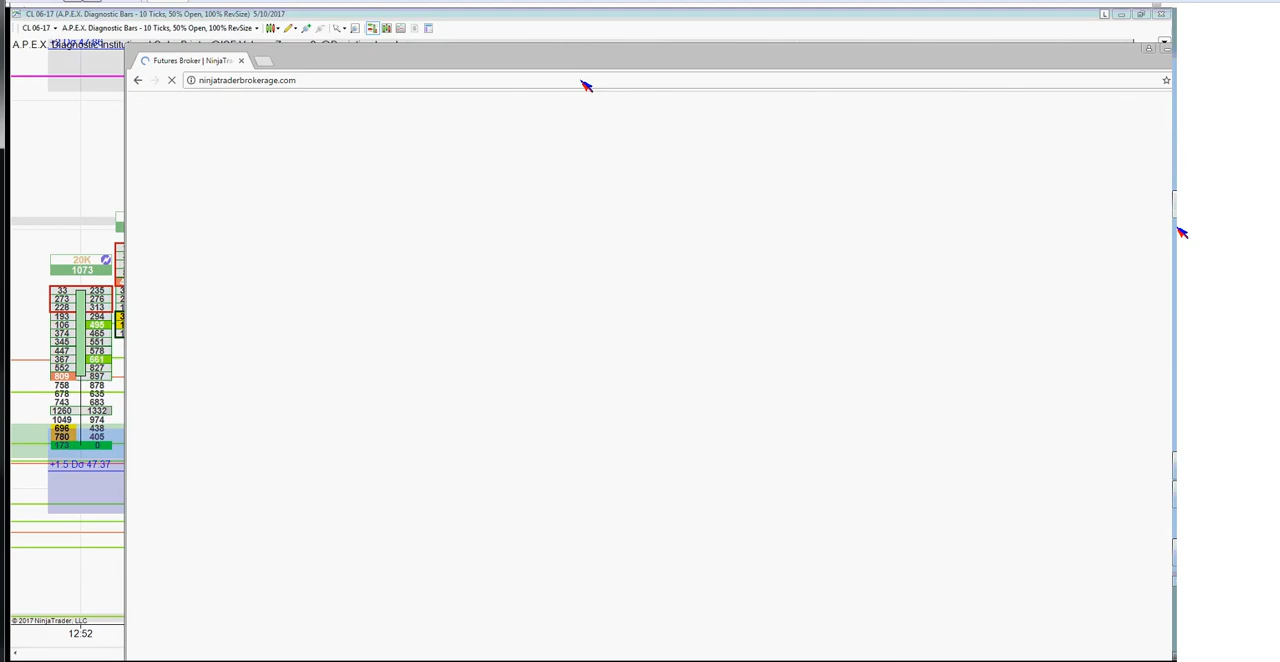 CL 06-17 (A.P.E.X. Diagnostic Bars - 10 Ticks, 50% Open, 100% RevSize) 5/10/2017
CL 06-17 A.P.E.X. Diagnostic Bars - 10 Ticks, 50% Open, 100% RevSize
A.P.E.X. Diagnostic
Futures Broker | NinjaTr
ninjatraderbrokerage.com
20K
1073
33 235
273 276
228 313
193 294
106 495
374 465
345 551
447 578
367 661
552 827
809 897
758 878
678 635
743 683
1260 1332
1049 974
696 438
780 405
173 0
+1.5 Dσ 47.37
© 2017 NinjaTrader, LLC
12:52